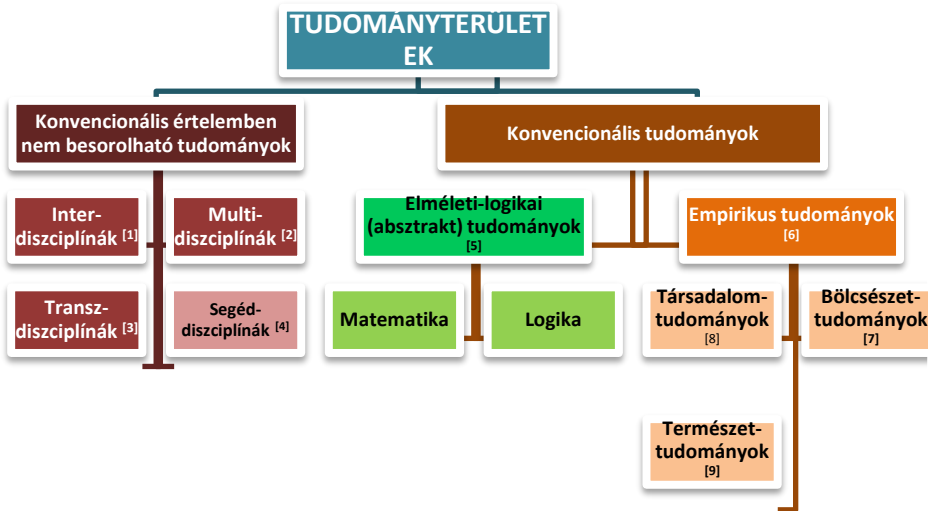 TUDOMÁNYTERÜLET
EK
Konvencionális értelemben
nem besorolható tudományok
Konvencionális tudományok
Inter-
diszciplínák [1]
Multi-
diszciplínák [2]
Elméleti-logikai
(absztrakt) tudományok
[5]
Empirikus tudományok
[6]
Transz-
diszciplínák [3]
Segéd-
diszciplínák [4]
Matematika
Logika
Társadalom-
tudományok
[8]
Bölcsészet-
tudományok
[7]
Természet-
tudományok
[9]